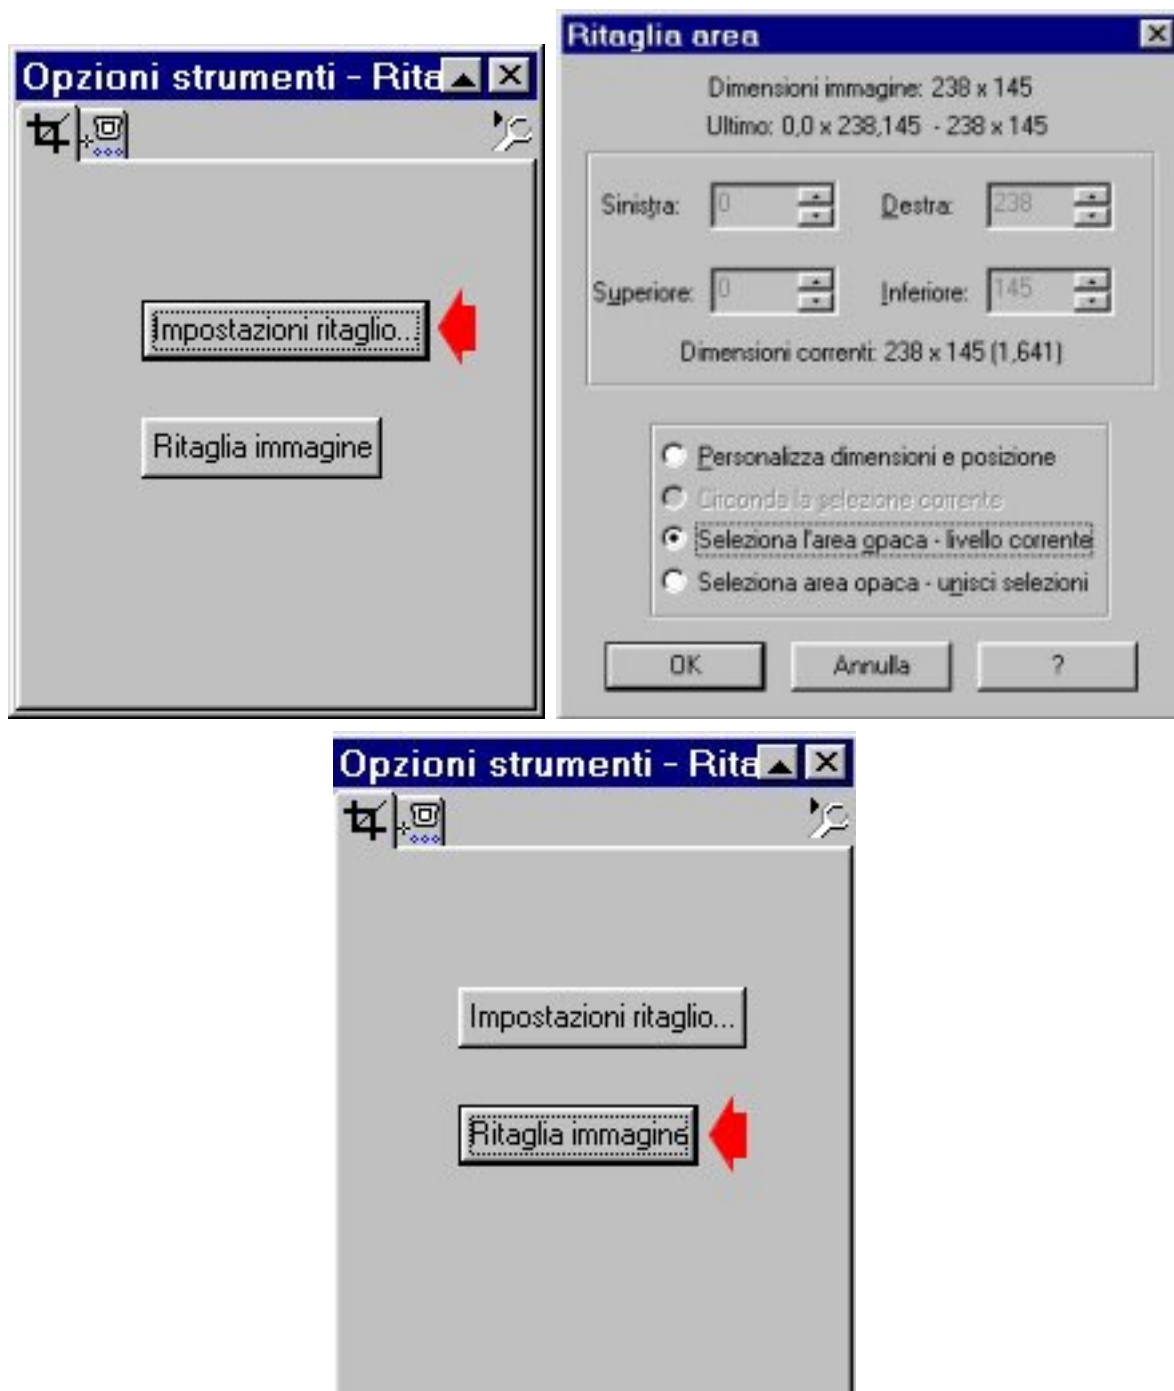 Opzioni strumenti - Rita
Impostazioni ritaglio...
Ritaglia immagine
Ritaglia area
Dimensioni immagine: 238 x 145
Ultimo: 0,0 x 238,145 - 238 x 145
Sinistra: 0 Destra: 238
Superiore: 0 Inferiore: 145
Dimensioni correnti: 238 x 145 (1,641)
Personalizza dimensioni e posizione
Circonda la selezione corrente
Seleziona l'area opaca - livello corrente
Seleziona area opaca - unisci selezioni
OK Annulla ?
Opzioni strumenti - Rita
Impostazioni ritaglio...
Ritaglia immagine